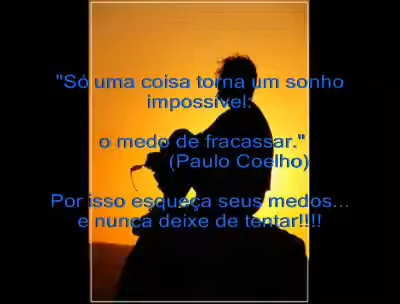 "Só uma coisa torna um sonho
impossível:
o medo de fracassar."
(Paulo Coelho)
Por isso esqueça seus medos...
e nunca deixe de tentar!!!!